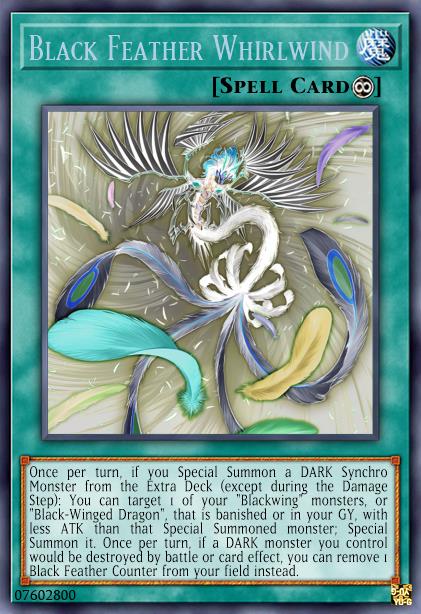 Black Feather Whirlwind 魔
[Spell Card]
Once per turn, if you Special Summon a DARK Synchro
Monster from the Extra Deck (except during the Damage
Step): You can target 1 of your "Blackwing" monsters, or
"Black-Winged Dragon", that is banished or in your GY, with
less ATK than that Special Summoned monster; Special
Summon it. Once per turn, if a DARK monster you control
would be destroyed by battle or card effect, you can remove 1
Black Feather Counter from your field instead.
07602800